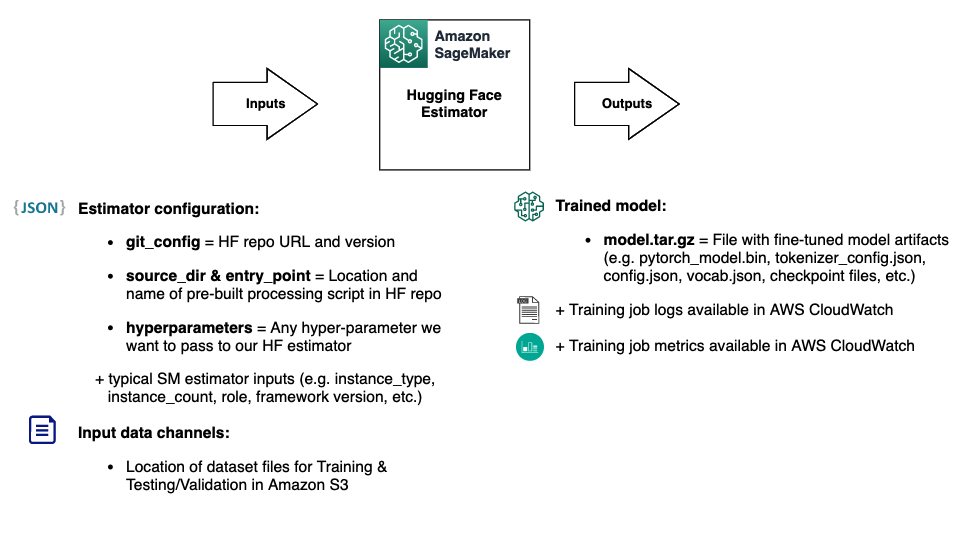 Amazon
SageMaker
Inputs
Hugging Face
Estimator
Outputs
{JSON}
Estimator configuration:
• git_config = HF repo URL and version
• source_dir & entry_point = Location and
name of pre-built processing script in HF repo
• hyperparameters = Any hyper-parameter we
want to pass to our HF estimator
+ typical SM estimator inputs (e.g. instance_type,
instance_count, role, framework version, etc.)
Input data channels:
• Location of dataset files for Training &
Testing/Validation in Amazon S3
Trained model:
• model.tar.gz = File with fine-tuned model artifacts
(e.g. pytorch_model.bin, tokenizer_config.json,
config.json, vocab.json, checkpoint files, etc.)
+ Training job logs available in AWS CloudWatch
+ Training job metrics available in AWS CloudWatch